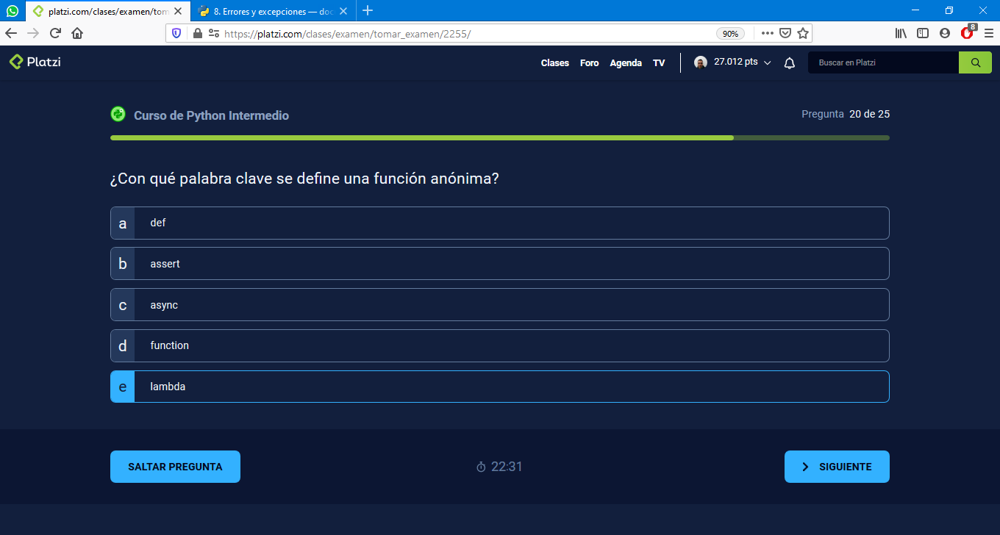 platzi.com/clases/examen/tom
8. Errores y excepciones — doc
https://platzi.com/clases/examen/tomar_examen/2255/
90%
8
Platzi
Clases
Foro
Agenda
TV
27.012 pts
Buscar en Platzi
Curso de Python Intermedio
Pregunta 20 de 25
¿Con qué palabra clave se define una función anónima?
a def
b assert
c async
d function
e lambda
SALTAR PREGUNTA
22:31
SIGUIENTE